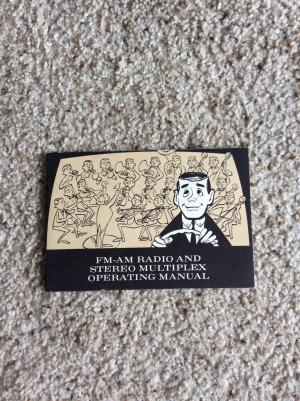 FM-AM RADIO AND
STEREO MULTIPLEX
OPERATING MANUAL